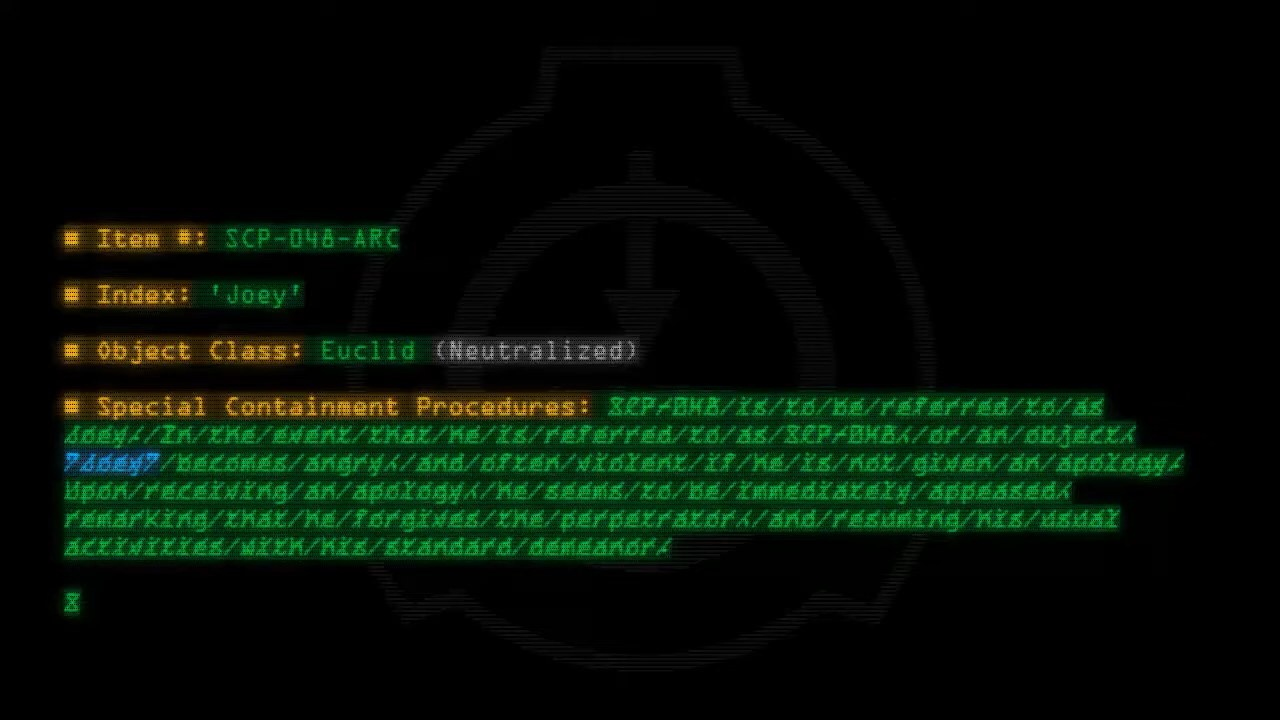 ■ Item #: SCP-048-ARC
■ Index: 'Joey'
■ Object Class: Euclid (Neutralized)
■ Special Containment Procedures: SCP-048 is to be referred to as
Joey. In the event that he is referred to as SCP-048, or an object,
?Joey? becomes angry, and often violent if he is not given an apology.
Upon receiving an apology, he seems to be immediately appeased,
remarking that he forgives the perpetrator, and resuming his usual
activities with his standard demeanor.